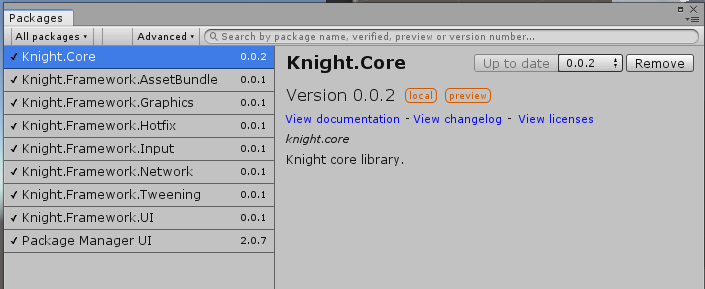 Packages
All packages Advanced Search by package name, verified, preview or version number...
Knight.Core 0.0.2
Knight.Framework.AssetBundle 0.0.1
Knight.Framework.Graphics 0.0.1
Knight.Framework.Hotfix 0.0.1
Knight.Framework.Input 0.0.1
Knight.Framework.Network 0.0.1
Knight.Framework.Tweening 0.0.1
Knight.Framework.UI 0.0.1
Package Manager UI 2.0.7
Knight.Core Up to date 0.0.2 Remove
Version 0.0.2 local preview
View documentation - View changelog - View licenses
knight.core
Knight core library.